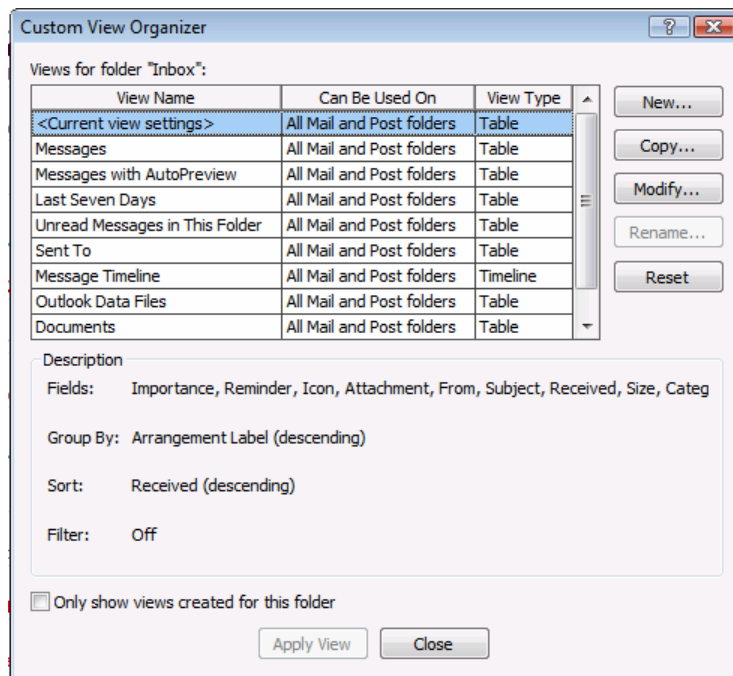 Custom View Organizer
Views for folder "Inbox":
View Name Can Be Used On View Type
<Current view settings> All Mail and Post folders Table
Messages All Mail and Post folders Table
Messages with AutoPreview All Mail and Post folders Table
Last Seven Days All Mail and Post folders Table
Unread Messages in This Folder All Mail and Post folders Table
Sent To All Mail and Post folders Table
Message Timeline All Mail and Post folders Timeline
Outlook Data Files All Mail and Post folders Table
Documents All Mail and Post folders Table
New...
Copy...
Modify...
Rename...
Reset
Description
Fields: Importance, Reminder, Icon, Attachment, From, Subject, Received, Size, Categ
Group By: Arrangement Label (descending)
Sort: Received (descending)
Filter: Off
Only show views created for this folder
Apply View Close